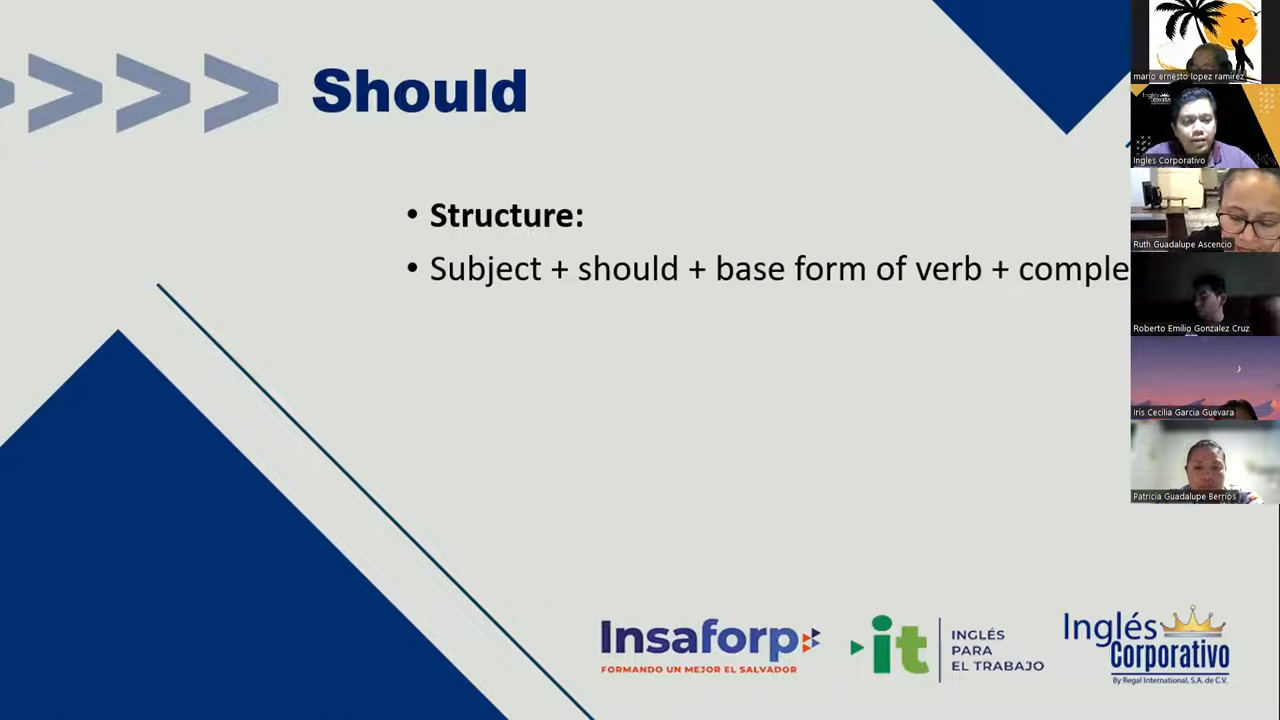 Should
• Structure:
• Subject + should + base form of verb + comple
mario ernesto lopez ramirez
Ingles Corporativo
Ruth Guadalupe Ascencio
Roberto Emilio Gonzalez Cruz
Iris Cecilia Garcia Guevara
Patricia Guadalupe Berrios
Insaforp
FORMANDO UN MEJOR EL SALVADOR
it
INGLÉS
PARA
EL TRABAJO
Inglés
Corporativo
By Regal International, S.A. de C.V.